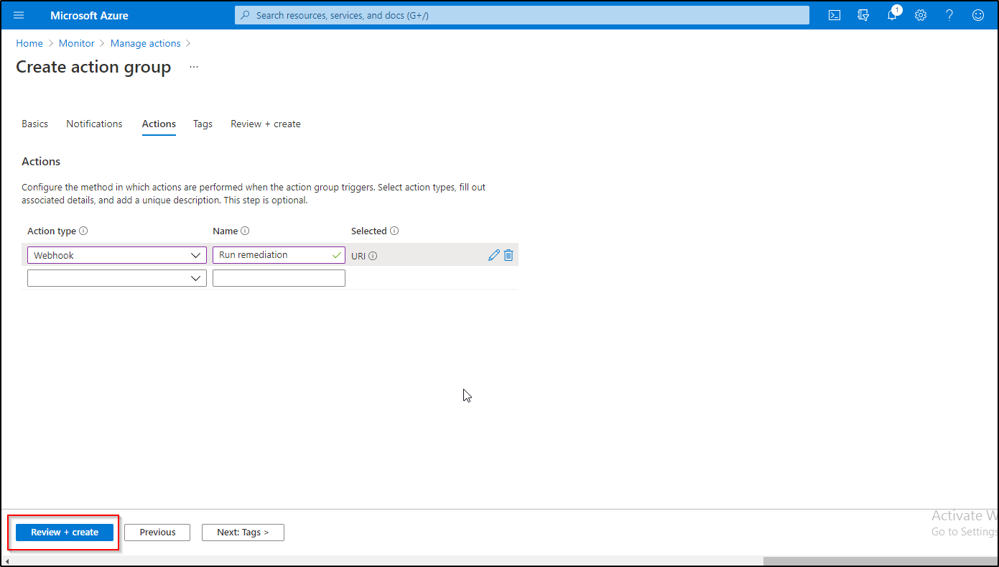 Microsoft Azure
Search resources, services, and docs (G+/)
1
Home > Monitor > Manage actions >
Create action group ...
Basics Notifications Actions Tags Review + create
Actions
Configure the method in which actions are performed when the action group triggers. Select action types, fill out
associated details, and add a unique description. This step is optional.
Action type Name Selected
Webhook Run remediation URI
Activate W
Go to Settings
Review + create Previous Next: Tags >